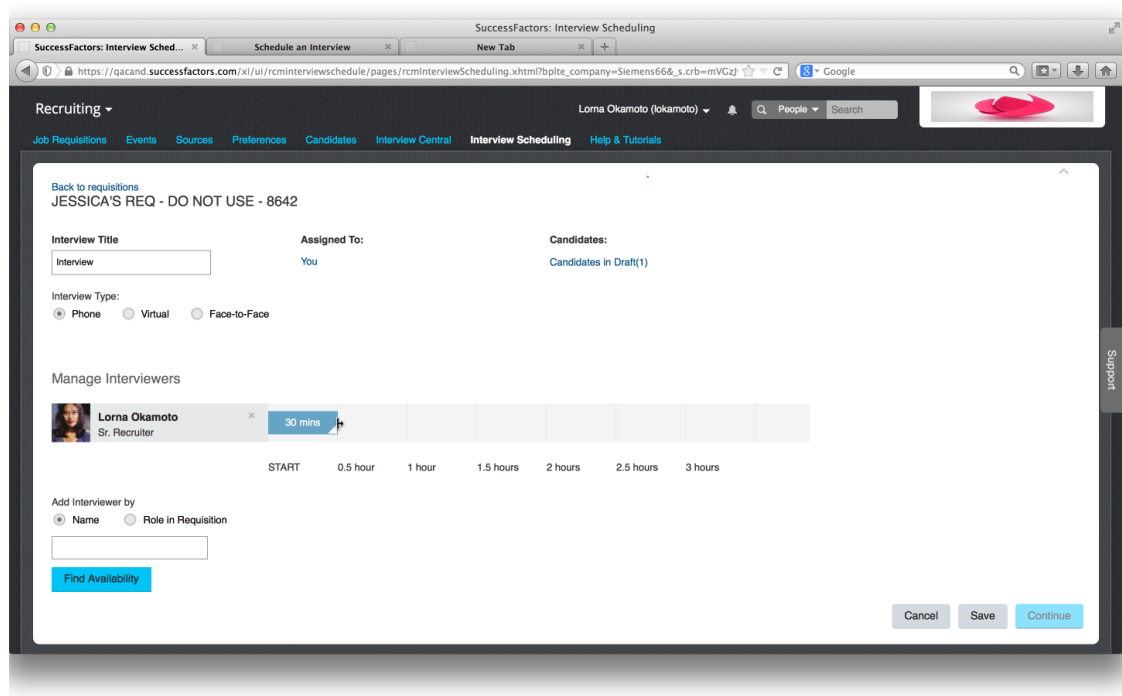 SuccessFactors: Interview Scheduling
SuccessFactors: Interview Sched... × Schedule an Interview × New Tab × +
https://qacand.successfactors.com/xi/ui/rcminterviewschedule/pages/rcmInterviewScheduling.xhtml?bplte_company=Siemens66&_s.crb=mVGzJ Google
Recruiting Lorna Okamoto (lokamoto) People Search
Job Requisitions Events Sources Preferences Candidates Interview Central Interview Scheduling Help & Tutorials
Back to requisitions
JESSICA'S REQ - DO NOT USE - 8642
Interview Title Assigned To: Candidates:
Interview You Candidates in Draft(1)
Interview Type:
Phone Virtual Face-to-Face
Support
Manage Interviewers
Lorna Okamoto ×
Sr. Recruiter
30 mins
START 0.5 hour 1 hour 1.5 hours 2 hours 2.5 hours 3 hours
Add Interviewer by
Name Role in Requisition
Find Availability
Cancel Save Continue